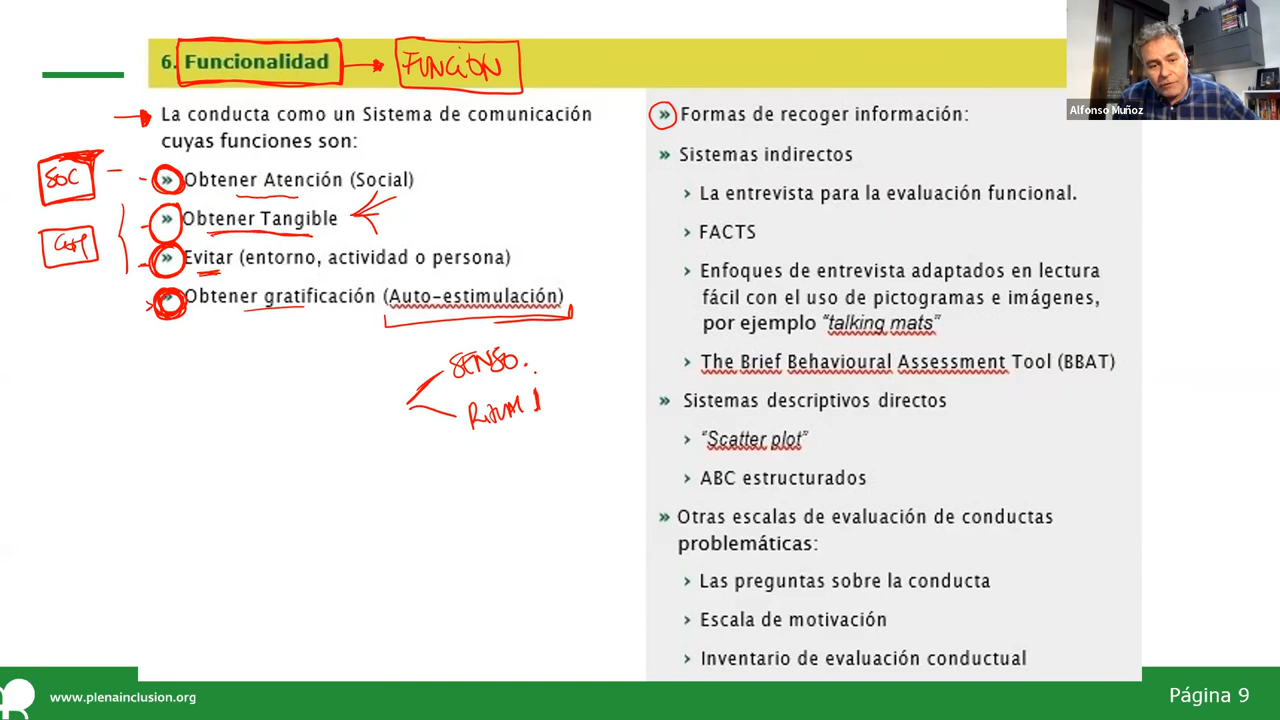 6. Funcionalidad
FUNCIÓN
La conducta como un Sistema de comunicación
cuyas funciones son:
SOC
Obtener Atención (Social)
Obtener Tangible
Evitar (entorno, actividad o persona)
Obtener gratificación (Auto-estimulación)
SENSO.
RITUAL
Alfonso Muñoz
Formas de recoger información:
Sistemas indirectos
La entrevista para la evaluación funcional.
FACTS
Enfoques de entrevista adaptados en lectura
fácil con el uso de pictogramas e imágenes,
por ejemplo “talking mats”
The Brief Behavioural Assessment Tool (BBAT)
Sistemas descriptivos directos
“Scatter plot”
ABC estructurados
Otras escalas de evaluación de conductas
problemáticas:
Las preguntas sobre la conducta
Escala de motivación
Inventario de evaluación conductual
www.plenainclusion.org
Página 9